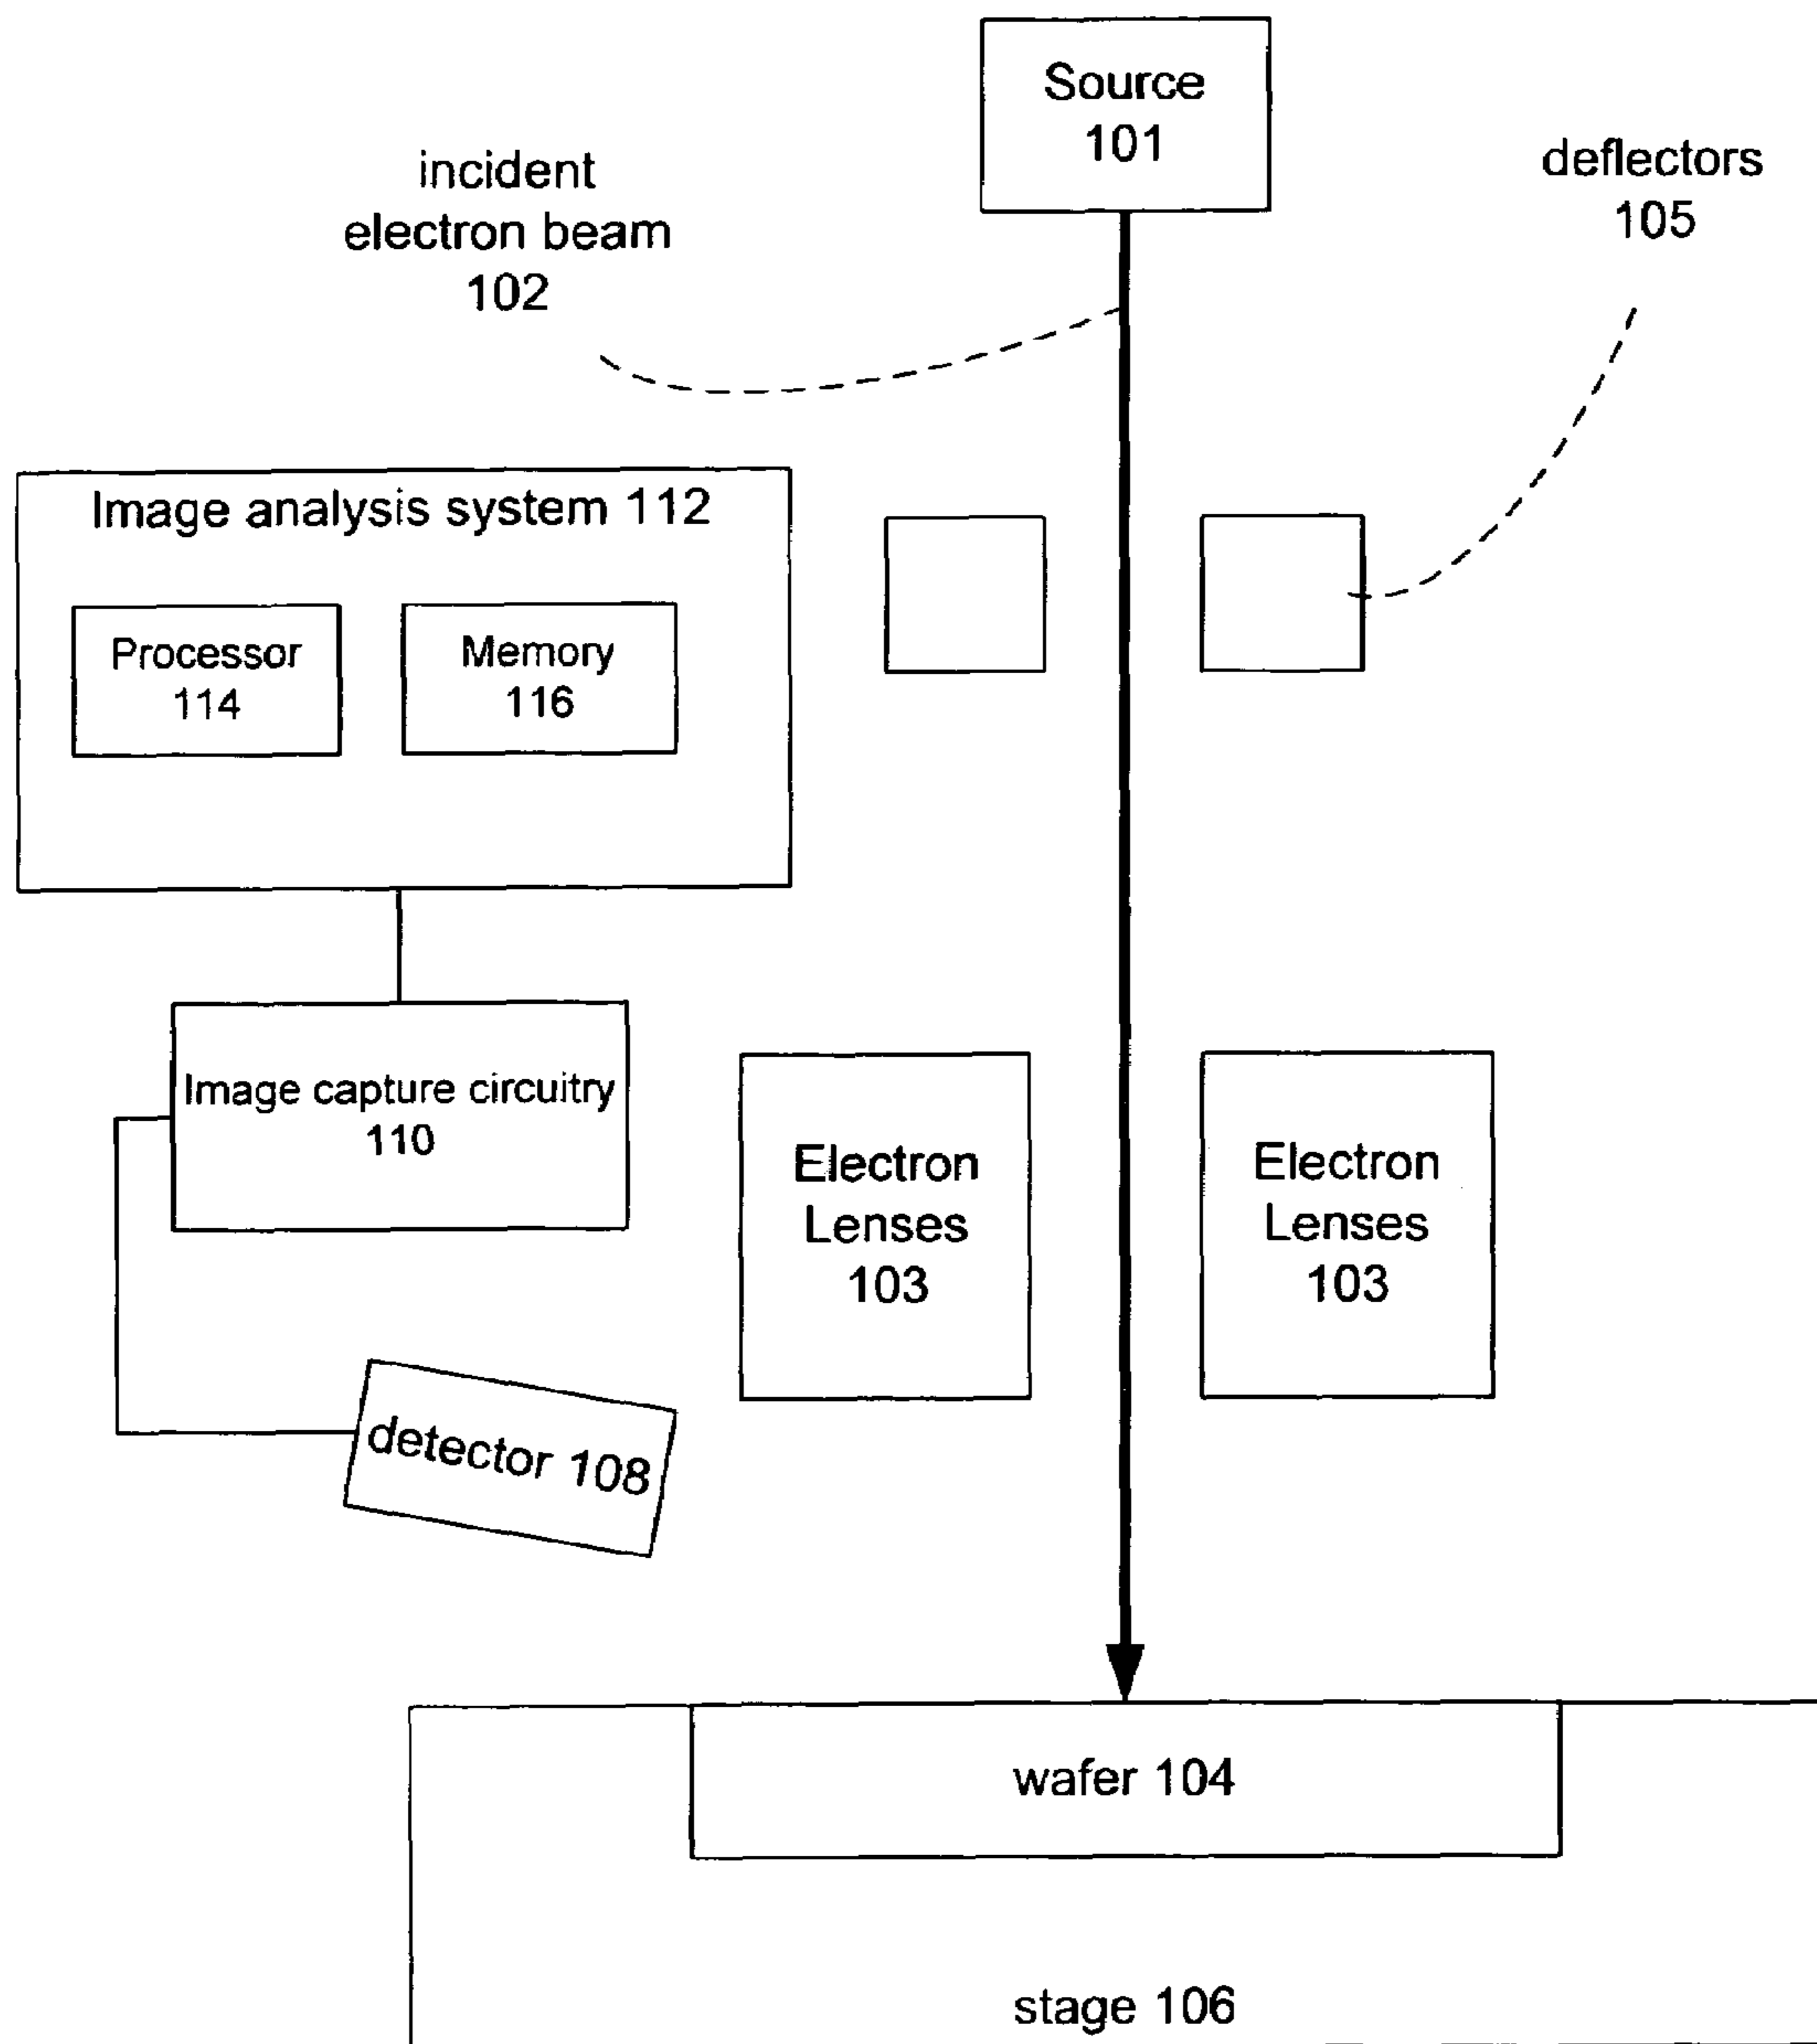 Source
101
incident
electron beam
102
deflectors
105
Image analysis system 112
Processor
114
Memory
116
Image capture circuitry
110
Electron
Lenses
103
Electron
Lenses
103
detector 108
wafer 104
stage 106